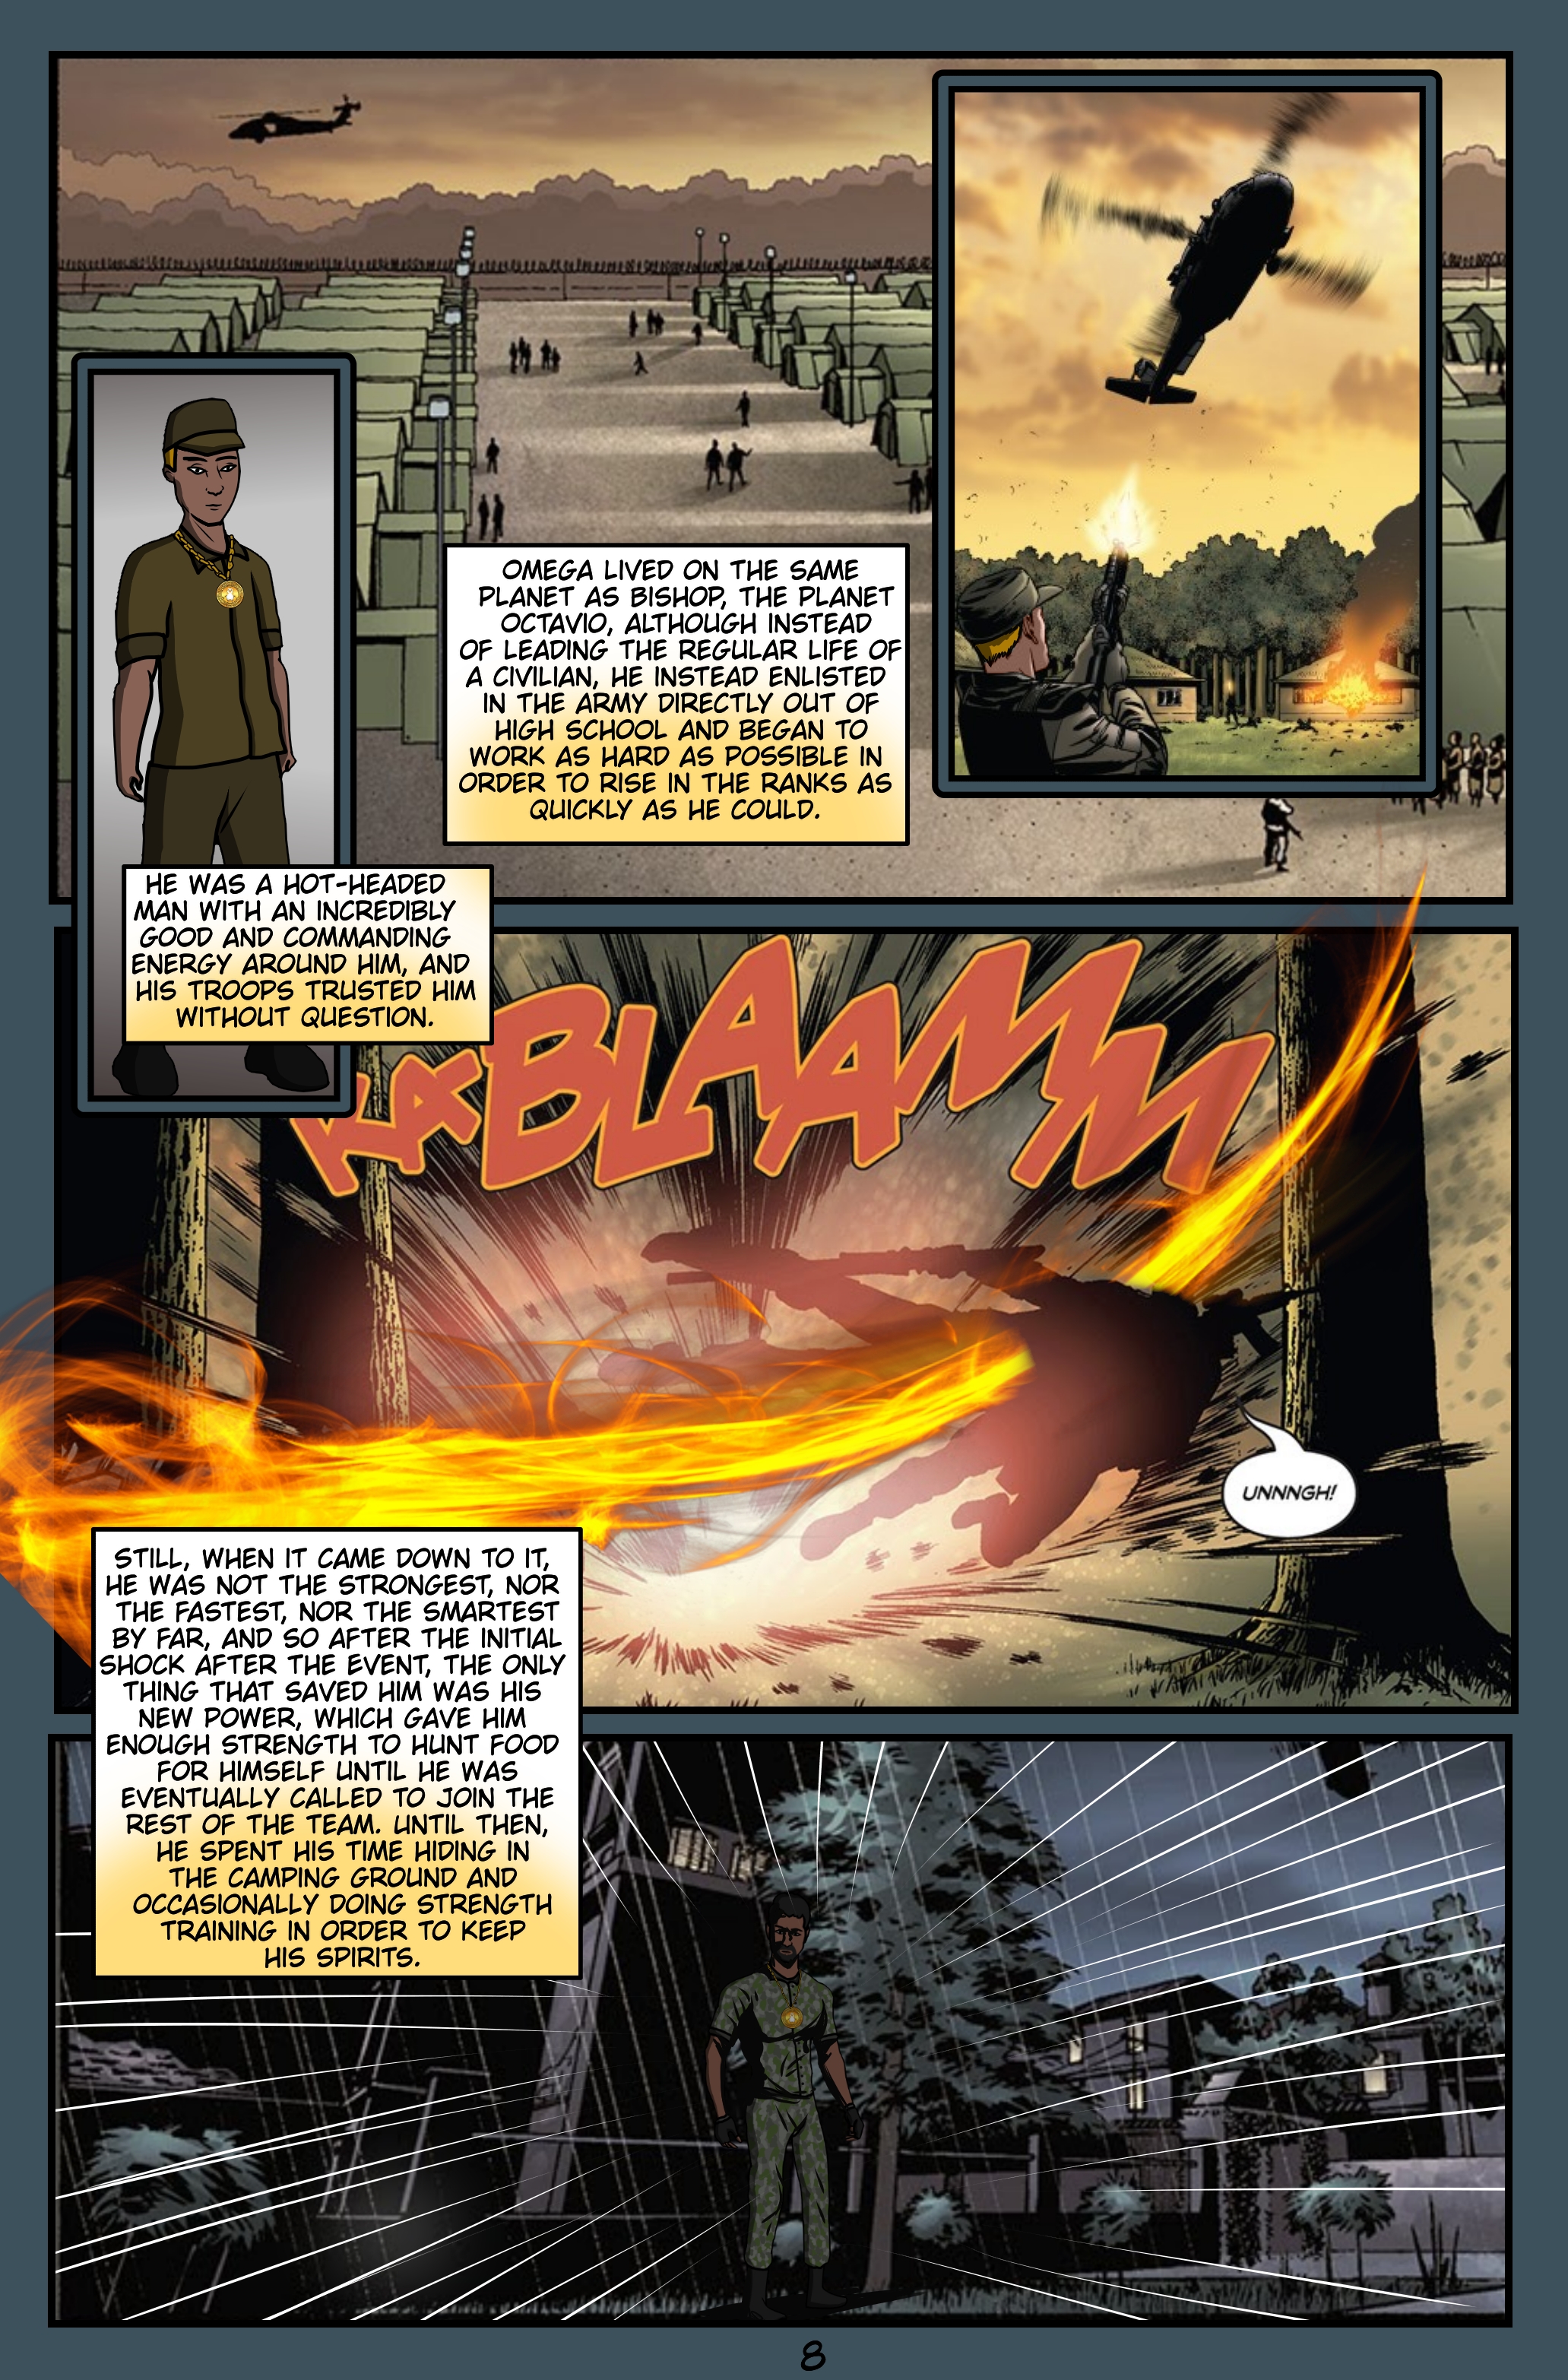 OMEGA LIVED ON THE SAME
PLANET AS BISHOP, THE PLANET
OCTAVIO, ALTHOUGH INSTEAD
OF LEADING THE REGULAR LIFE OF
A CIVILIAN, HE INSTEAD ENLISTED
IN THE ARMY DIRECTLY OUT OF
HIGH SCHOOL AND BEGAN TO
WORK AS HARD AS POSSIBLE IN
ORDER TO RISE IN THE RANKS AS
QUICKLY AS HE COULD.
HE WAS A HOT-HEADED
MAN WITH AN INCREDIBLY
GOOD AND COMMANDING
ENERGY AROUND HIM, AND
HIS TROOPS TRUSTED HIM
WITHOUT QUESTION.
KABLAAMM
UNNNGH!
STILL, WHEN IT CAME DOWN TO IT,
HE WAS NOT THE STRONGEST, NOR
THE FASTEST, NOR THE SMARTEST
BY FAR, AND SO AFTER THE INITIAL
SHOCK AFTER THE EVENT, THE ONLY
THING THAT SAVED HIM WAS HIS
NEW POWER, WHICH GAVE HIM
ENOUGH STRENGTH TO HUNT FOOD
FOR HIMSELF UNTIL HE WAS
EVENTUALLY CALLED TO JOIN THE
REST OF THE TEAM. UNTIL THEN,
HE SPENT HIS TIME HIDING IN
THE CAMPING GROUND AND
OCCASIONALLY DOING STRENGTH
TRAINING IN ORDER TO KEEP
HIS SPIRITS.
8